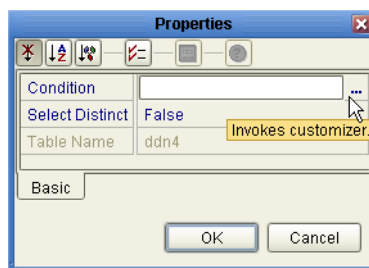 Properties
Condition
...
Select Distinct False
Invokes customizer.
Table Name ddn4
Basic
OK Cancel